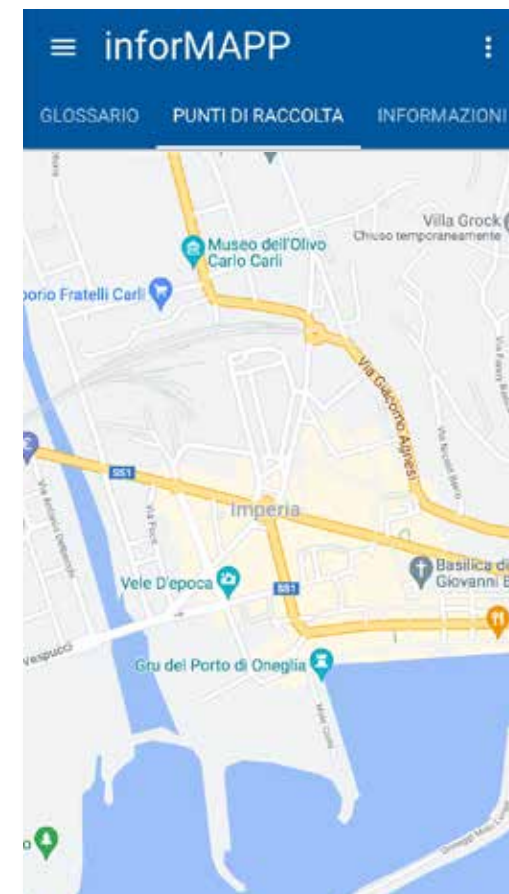 inforMAPP
GLOSSARIO PUNTI DI RACCOLTA INFORMAZIONI
Villa Grock
Chiuso temporaneamente
Museo dell'Olivo
Carlo Carli
orio Fratelli Carli
Via Giacomo Agnesi
SS1
Imperia
Basilica di
Giovanni B
Vele D'epoca
SS1
Vespucci
Gru del Porto di Oneglia